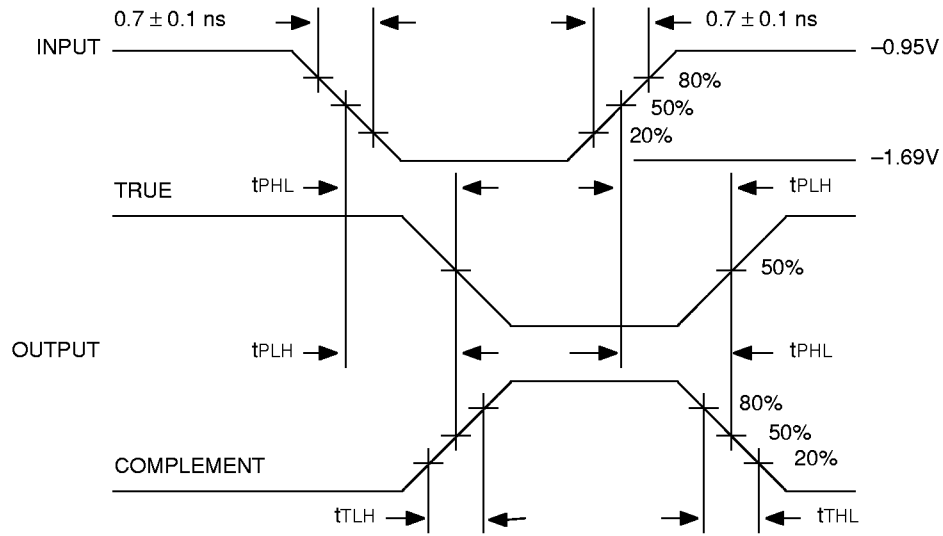 0.7 ± 0.1 ns 0.7 ± 0.1 ns
INPUT –0.95V
80%
50%
20%
–1.69V
tPHL tPLH
TRUE
50%
OUTPUT tPLH tPHL
80%
50%
COMPLEMENT 20%
tTLH tTHL